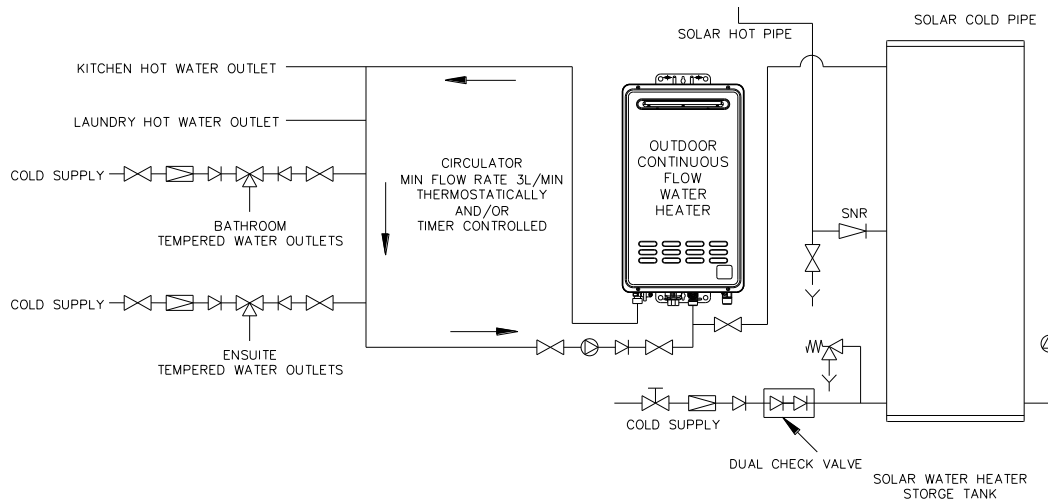 SOLAR COLD PIPE
SOLAR HOT PIPE
KITCHEN HOT WATER OUTLET
LAUNDRY HOT WATER OUTLET
COLD SUPPLY
BATHROOM
TEMPERED WATER OUTLETS
CIRCULATOR
MIN FLOW RATE 3L/MIN
THERMOSTATICALLY
AND/OR
TIMER CONTROLLED
OUTDOOR
CONTINUOUS
FLOW
WATER
HEATER
SNR
COLD SUPPLY
ENSUITE
TEMPERED WATER OUTLETS
COLD SUPPLY
DUAL CHECK VALVE
SOLAR WATER HEATER
STORGE TANK